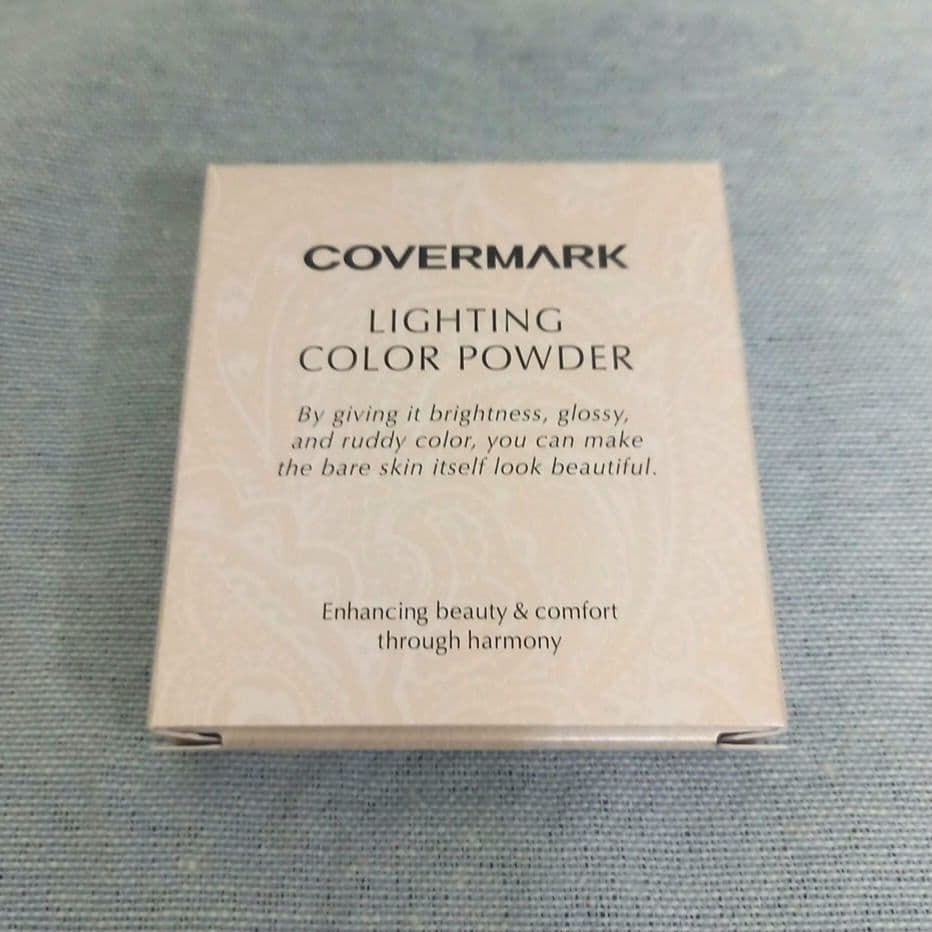 COVERMARK
LIGHTING
COLOR POWDER
By giving it brightness, glossy,
and ruddy color, you can make
the bare skin itself look beautiful.
Enhancing beauty & comfort
through harmony